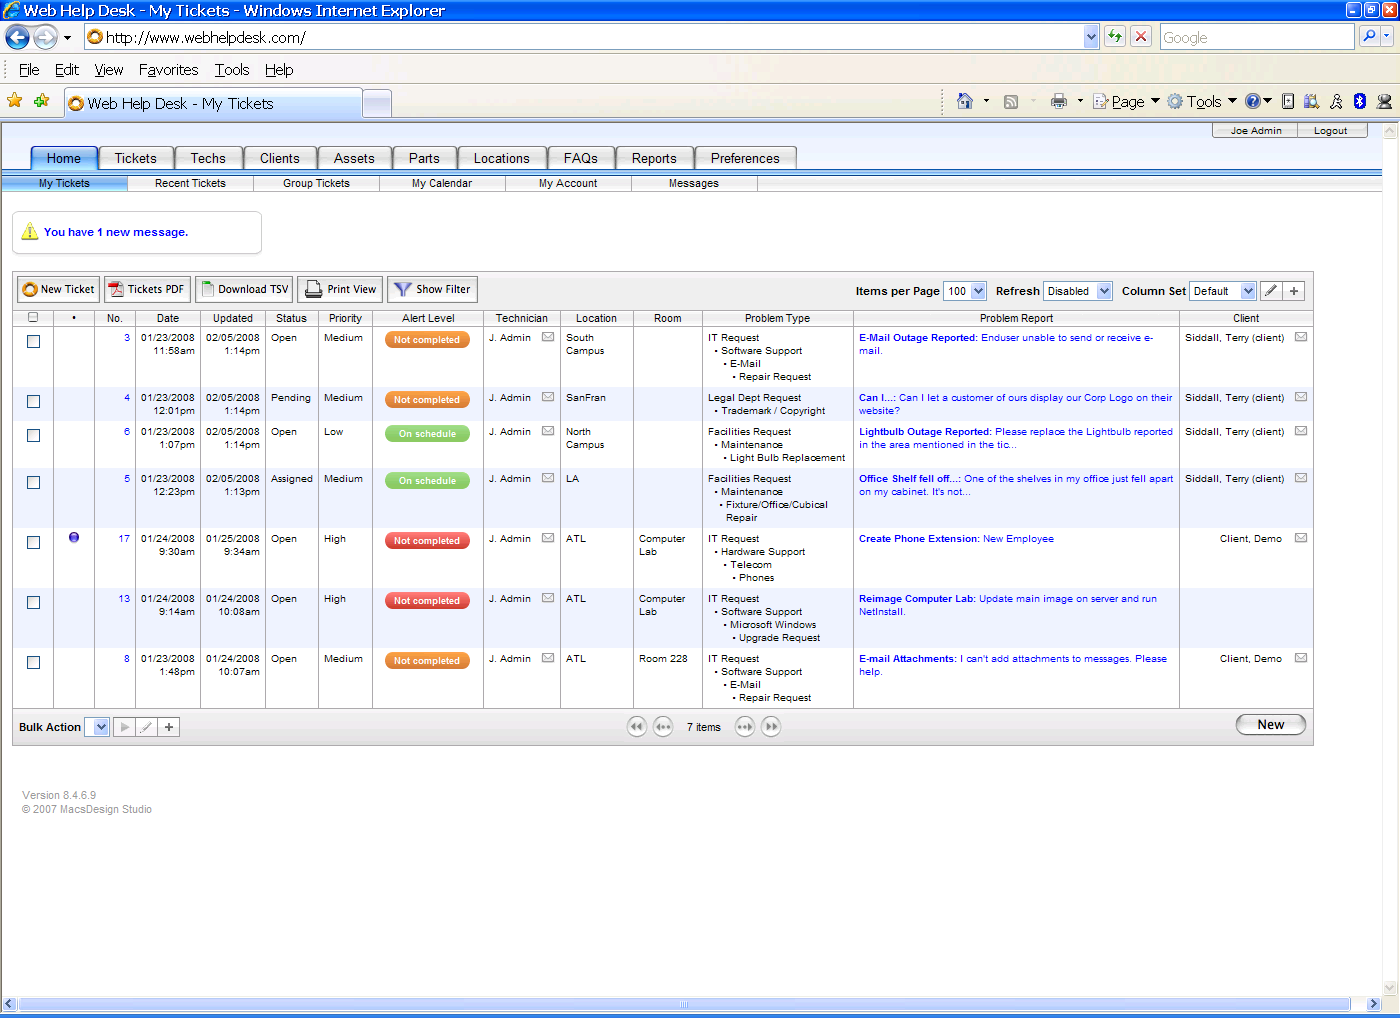 Web Help Desk - My Tickets - Windows Internet Explorer
http://www.webhelpdesk.com/
Google
File Edit View Favorites Tools Help
Web Help Desk - My Tickets
Page Tools
Joe Admin Logout
Home Tickets Techs Clients Assets Parts Locations FAQs Reports Preferences
My Tickets Recent Tickets Group Tickets My Calendar My Account Messages
You have 1 new message.
New Ticket Tickets PDF Download TSV Print View Show Filter Items per Page 100 Refresh Disabled Column Set Default
No. Date Updated Status Priority Alert Level Technician Location Room Problem Type Problem Report Client
3 01/23/2008 02/05/2008 Open Medium Not completed J. Admin South IT Request E-Mail Outage Reported: Enduser unable to send or receive e- Siddall, Terry (client)
11:58am 1:14pm Campus • Software Support mail.
• E-Mail
• Repair Request
4 01/23/2008 02/05/2008 Pending Medium Not completed J. Admin SanFran Legal Dept Request Can I...: Can I let a customer of ours display our Corp Logo on their Siddall, Terry (client)
12:01pm 1:14pm • Trademark / Copyright website?
6 01/23/2008 02/05/2008 Open Low On schedule J. Admin North Facilities Request Lightbulb Outage Reported: Please replace the Lightbulb reported Siddall, Terry (client)
1:07pm 1:14pm Campus • Maintenance in the area mentioned in the tic...
• Light Bulb Replacement
5 01/23/2008 02/05/2008 Assigned Medium On schedule J. Admin LA Facilities Request Office Shelf fell off...: One of the shelves in my office just fell apart Siddall, Terry (client)
12:23pm 1:13pm • Maintenance on my cabinet. It's not...
• Fixture/Office/Cubical
Repair
17 01/24/2008 01/25/2008 Open High Not completed J. Admin ATL Computer IT Request Create Phone Extension: New Employee Client, Demo
9:30am 9:34am Lab • Hardware Support
• Telecom
• Phones
13 01/24/2008 01/24/2008 Open High Not completed J. Admin ATL Computer IT Request Reimage Computer Lab: Update main image on server and run
9:14am 10:08am Lab • Software Support NetInstall.
• Microsoft Windows
• Upgrade Request
8 01/23/2008 01/24/2008 Open Medium Not completed J. Admin ATL Room 228 IT Request E-mail Attachments: I can't add attachments to messages. Please Client, Demo
1:48pm 10:07am • Software Support help.
• E-Mail
• Repair Request
Bulk Action 7 items New
Version 8.4.6.9
© 2007 MacsDesign Studio